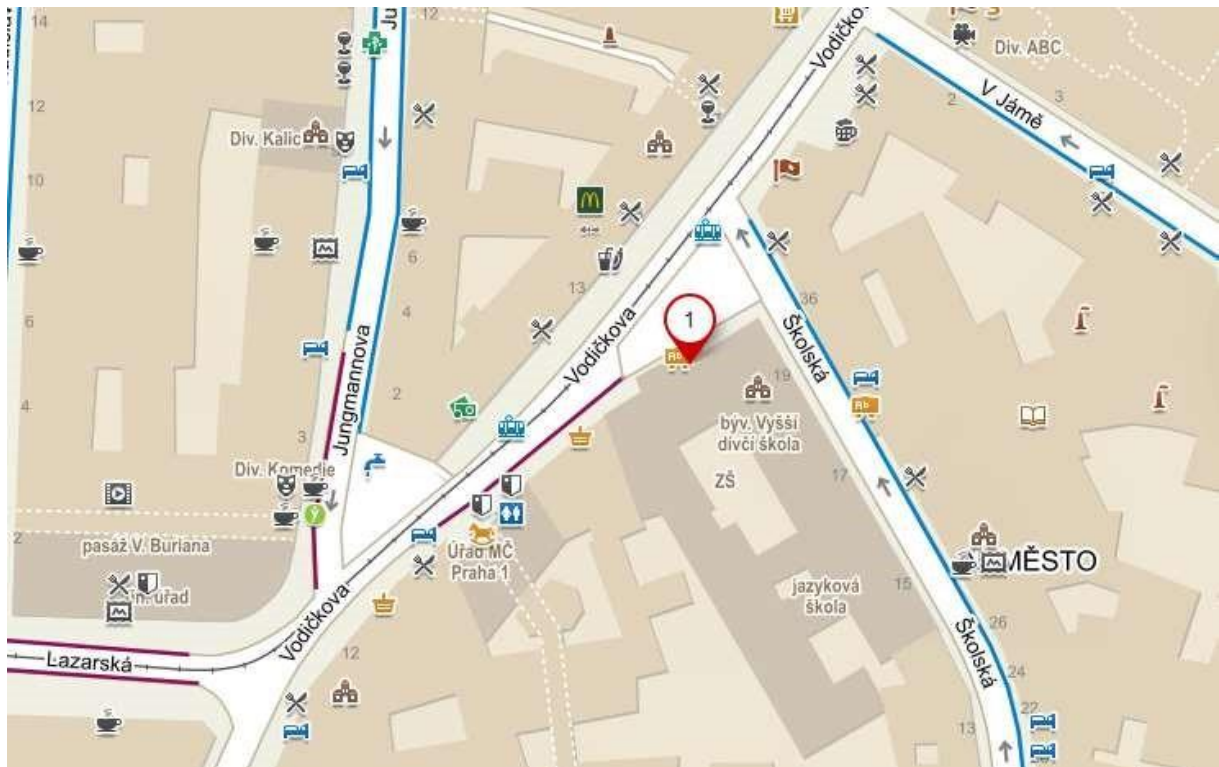 14
12
Vodičkova
Div. ABC
12
2
3
V Jámě
Div. Kalich
10
6
13
4
36
6
Vodičkova
1
Školská
Jungmannova
4
2
19
býv. Vyšší
dívčí škola
3
Div. Komedie
17
ZŠ
2
pasáž V. Buriana
Úřad MČ
Praha 1
MĚSTO
úřad
jazyková
škola
15
Vodičkova
26
Lazarská
12
Školská
24
22
13